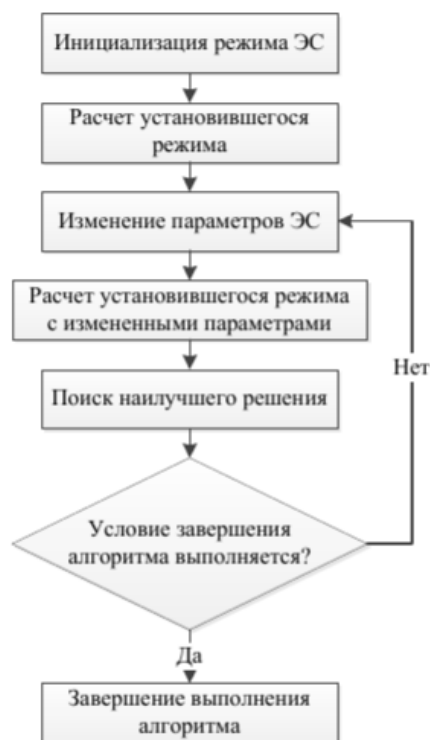 Инициализация режима ЭС
Расчет установившегося
режима
Изменение параметров ЭС
Расчет установившегося режима
с измененными параметрами
Нет
Поиск наилучшего решения
Условие завершения
алгоритма выполняется?
Да
Завершение выполнения
алгоритма